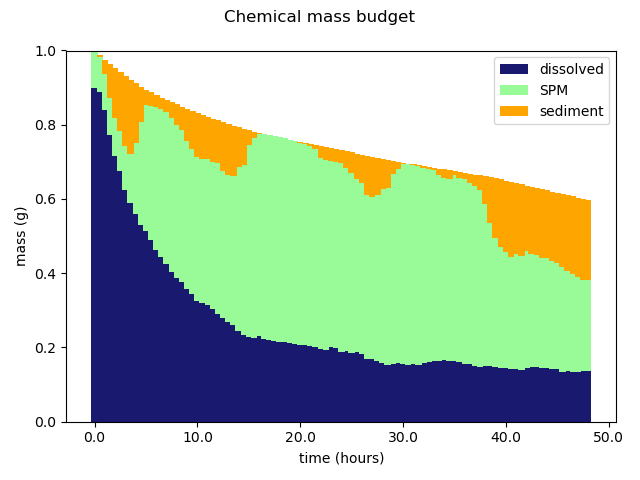 Chemical mass budget
1.0
0.8
0.6
0.4
0.2
0.0
mass (g)
dissolved
SPM
sediment
0.0 10.0 20.0 30.0 40.0 50.0
time (hours)